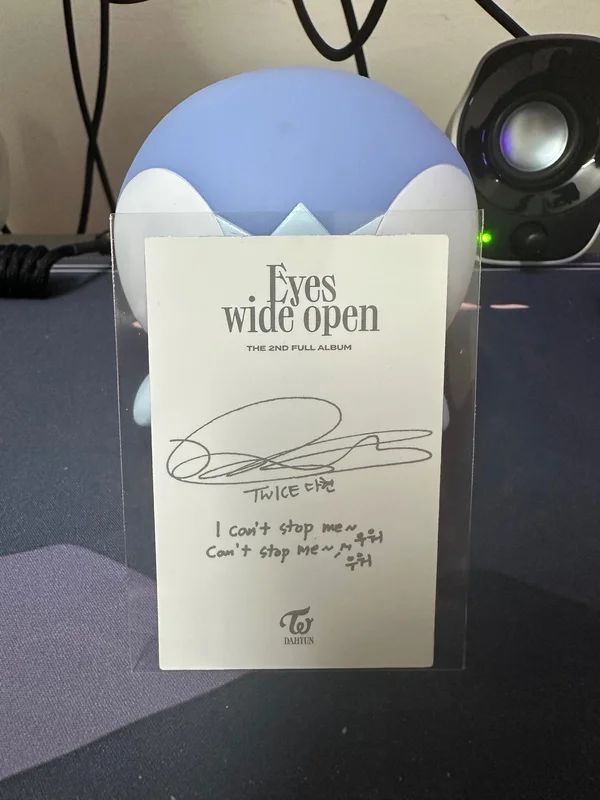 Eyes
wide open
THE 2ND FULL ALBUM
TWICE 다현
I can't stop me~ 우워
Can't stop me~ 우워
TW
DAHYUN